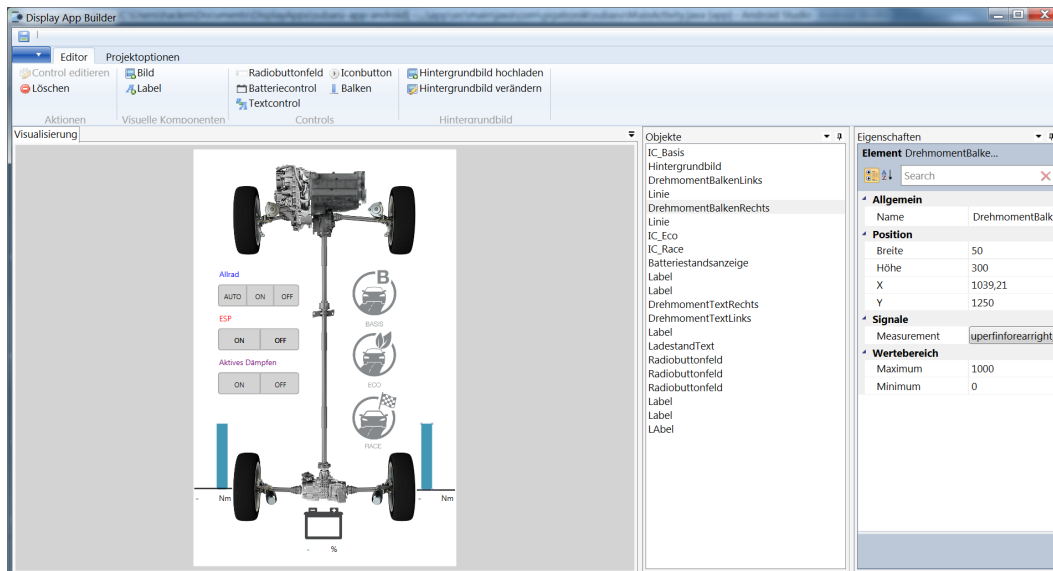 Display App Builder
Editor Projektoptionen
Control editieren Bild Radiobuttonfeld Iconbutton Hintergrundbild hochladen
Löschen Label Batteriecontrol Balken Hintergrundbild verändern
Textcontrol
Aktionen Visuelle Komponenten Controls Hintergrundbild
Visualisierung
Allrad
AUTO ON OFF
ESP
ON OFF
Aktives Dämpfen
ON OFF
B
BASIS
ECO
RACE
- Nm
- Nm
- %
Objekte
IC_Basis
Hintergrundbild
DrehmomentBalkenLinks
Linie
DrehmomentBalkenRechts
Linie
IC_Eco
IC_Race
Batteriestandsanzeige
Label
Label
DrehmomentTextRechts
DrehmomentTextLinks
Label
LadestandText
Radiobuttonfeld
Radiobuttonfeld
Radiobuttonfeld
Label
Label
LAbel
Eigenschaften
Element DrehmomentBalke...
Search
Allgemein
Name DrehmomentBalk
Position
Breite 50
Höhe 300
X 1039,21
Y 1250
Signale
Measurement uperfinforearright
Wertebereich
Maximum 1000
Minimum 0